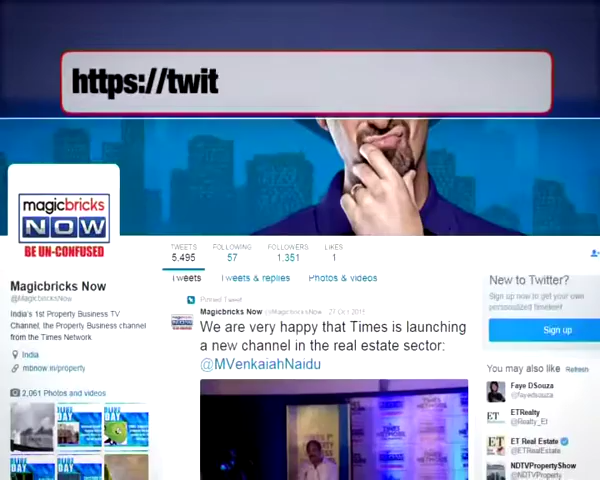 https://twit
magicbricks
NOW
BE UN-CONFUSED
TWEETS
FOLLOWING
FOLLOWERS
LIKES
5,495
57
1,351
1
Tweets
Tweets & replies
Photos & videos
Magicbricks Now
@MagicbricksNow
India's 1st Property Business TV
Channel, the Property Business channel
from the Times Network
India
mbnow.in/property
2,061 Photos and videos
Pinned Tweet
Magicbricks Now @MagicbricksNow · 27 Oct 2015
We are very happy that Times is launching
a new channel in the real estate sector:
@MVenkaiahNaidu
New to Twitter?
Sign up now to get your own
personalized timeline!
Sign up
You may also like · Refresh
Faye DSouza
@fayedsouza
ETRealty
@Realty_Et
ET Real Estate
@ETRealEstate
NDTVPropertyShow
@NDTVProperty